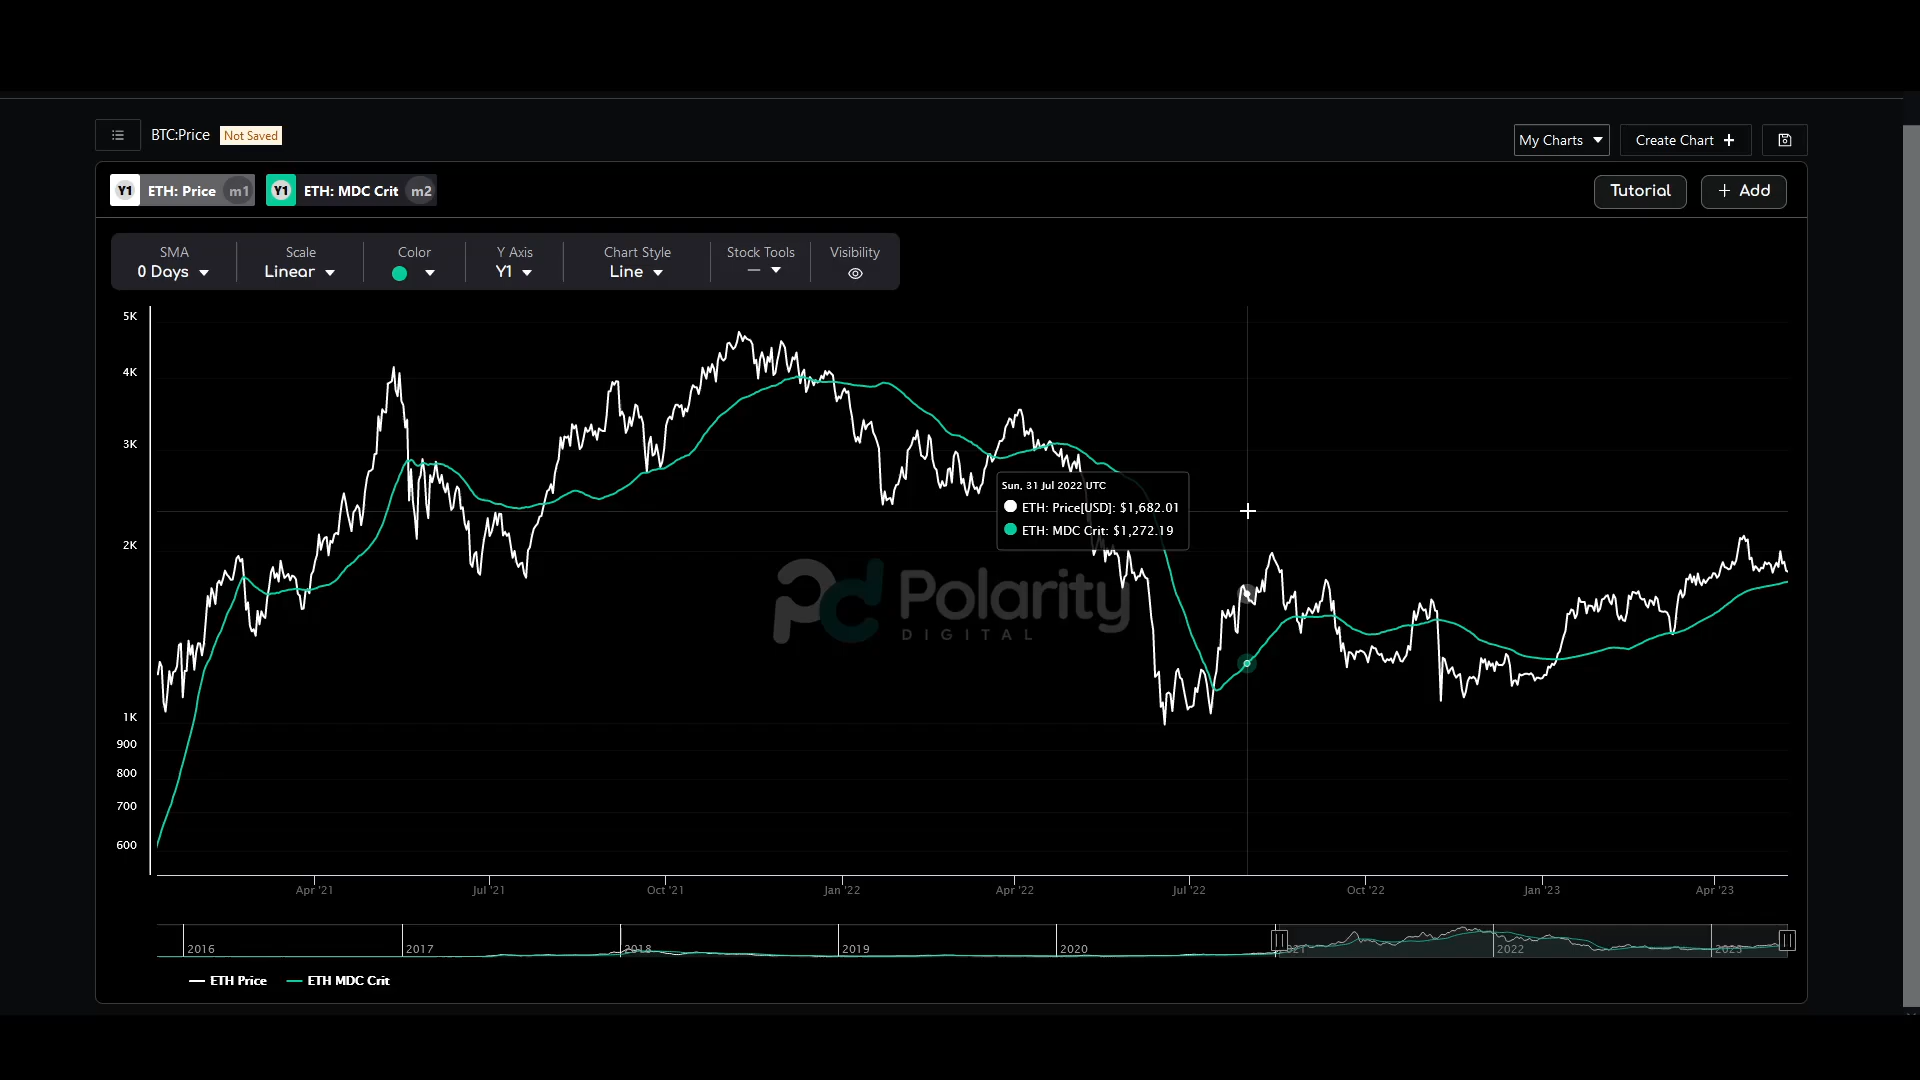 BTC:Price Not Saved
My Charts Create Chart +
Y1 ETH: Price m1 Y1 ETH: MDC Crit m2
Tutorial + Add
SMA Scale Color Y Axis Chart Style Stock Tools Visibility
0 Days Linear Y1 Line —
5K
4K
3K
2K
1K
900
800
700
600
Sun, 31 Jul 2022 UTC
ETH: Price[USD]: $1,682.01
ETH: MDC Crit: $1,272.19
Polarity
DIGITAL
Apr '21 Jul '21 Oct '21 Jan '22 Apr '22 Jul '22 Oct '22 Jan '23 Apr '23
2016 2017 2018 2019 2020 2022 2023
ETH Price ETH MDC Crit